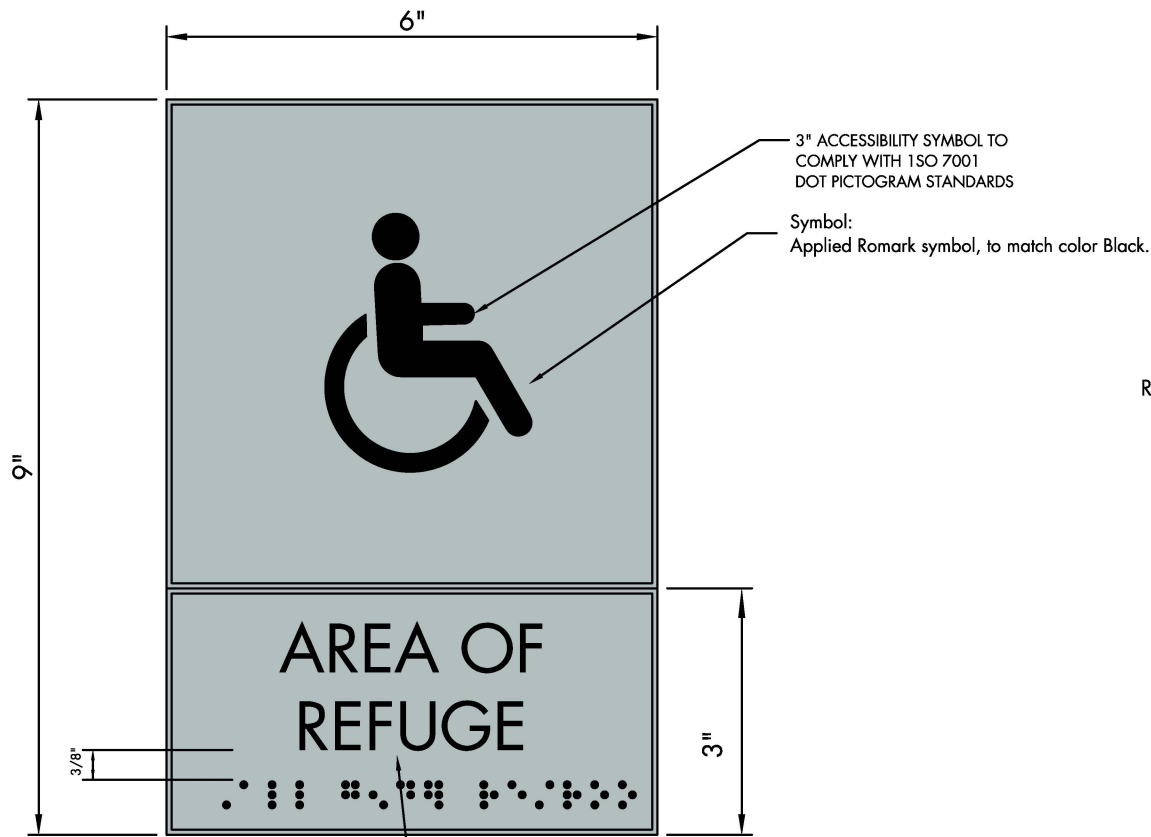 6"
3" ACCESSIBILITY SYMBOL TO
COMPLY WITH 1SO 7001
DOT PICTOGRAM STANDARDS
Symbol:
Applied Romark symbol, to match color Black.
R
9"
AREA OF
REFUGE
3/8"
3"